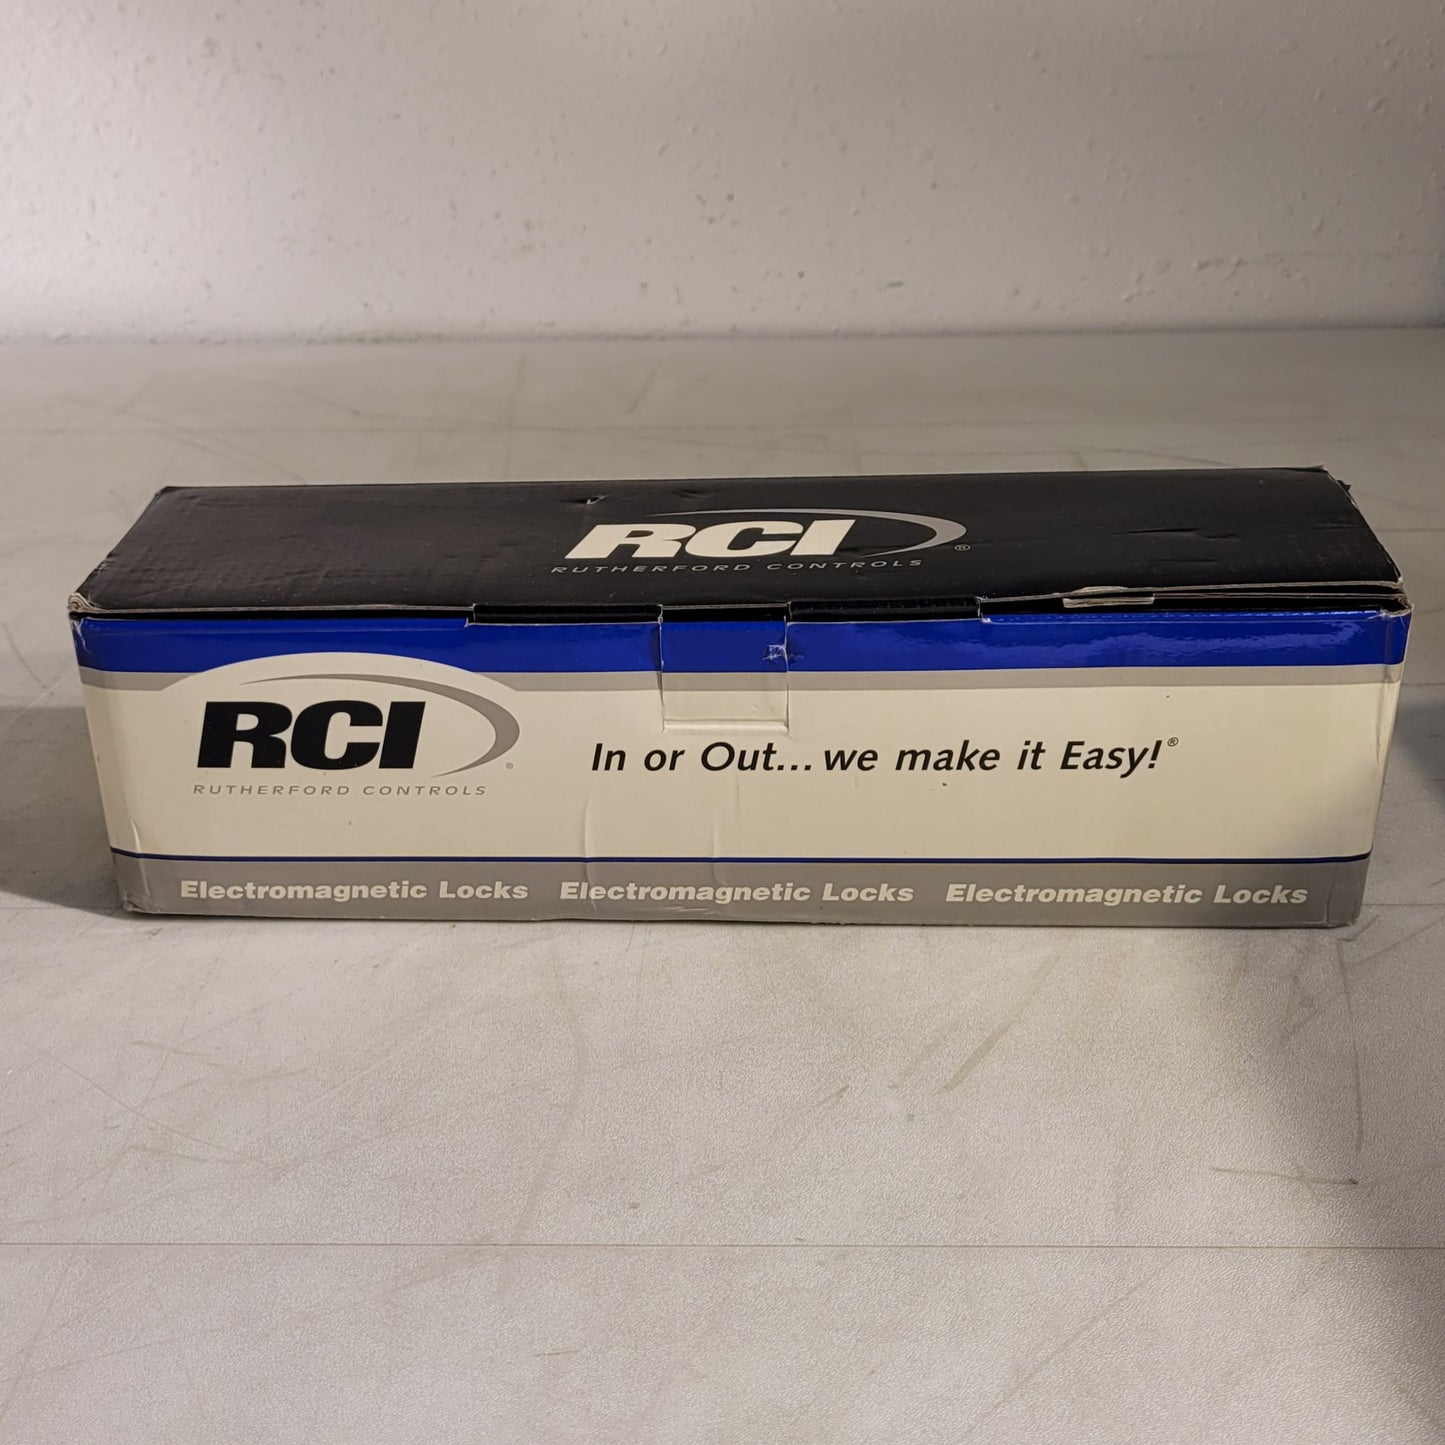 RCI®
RUTHERFORD CONTROLS
RCI®
RUTHERFORD CONTROLS
In or Out... we make it Easy!®
Electromagnetic Locks Electromagnetic Locks Electromagnetic Locks